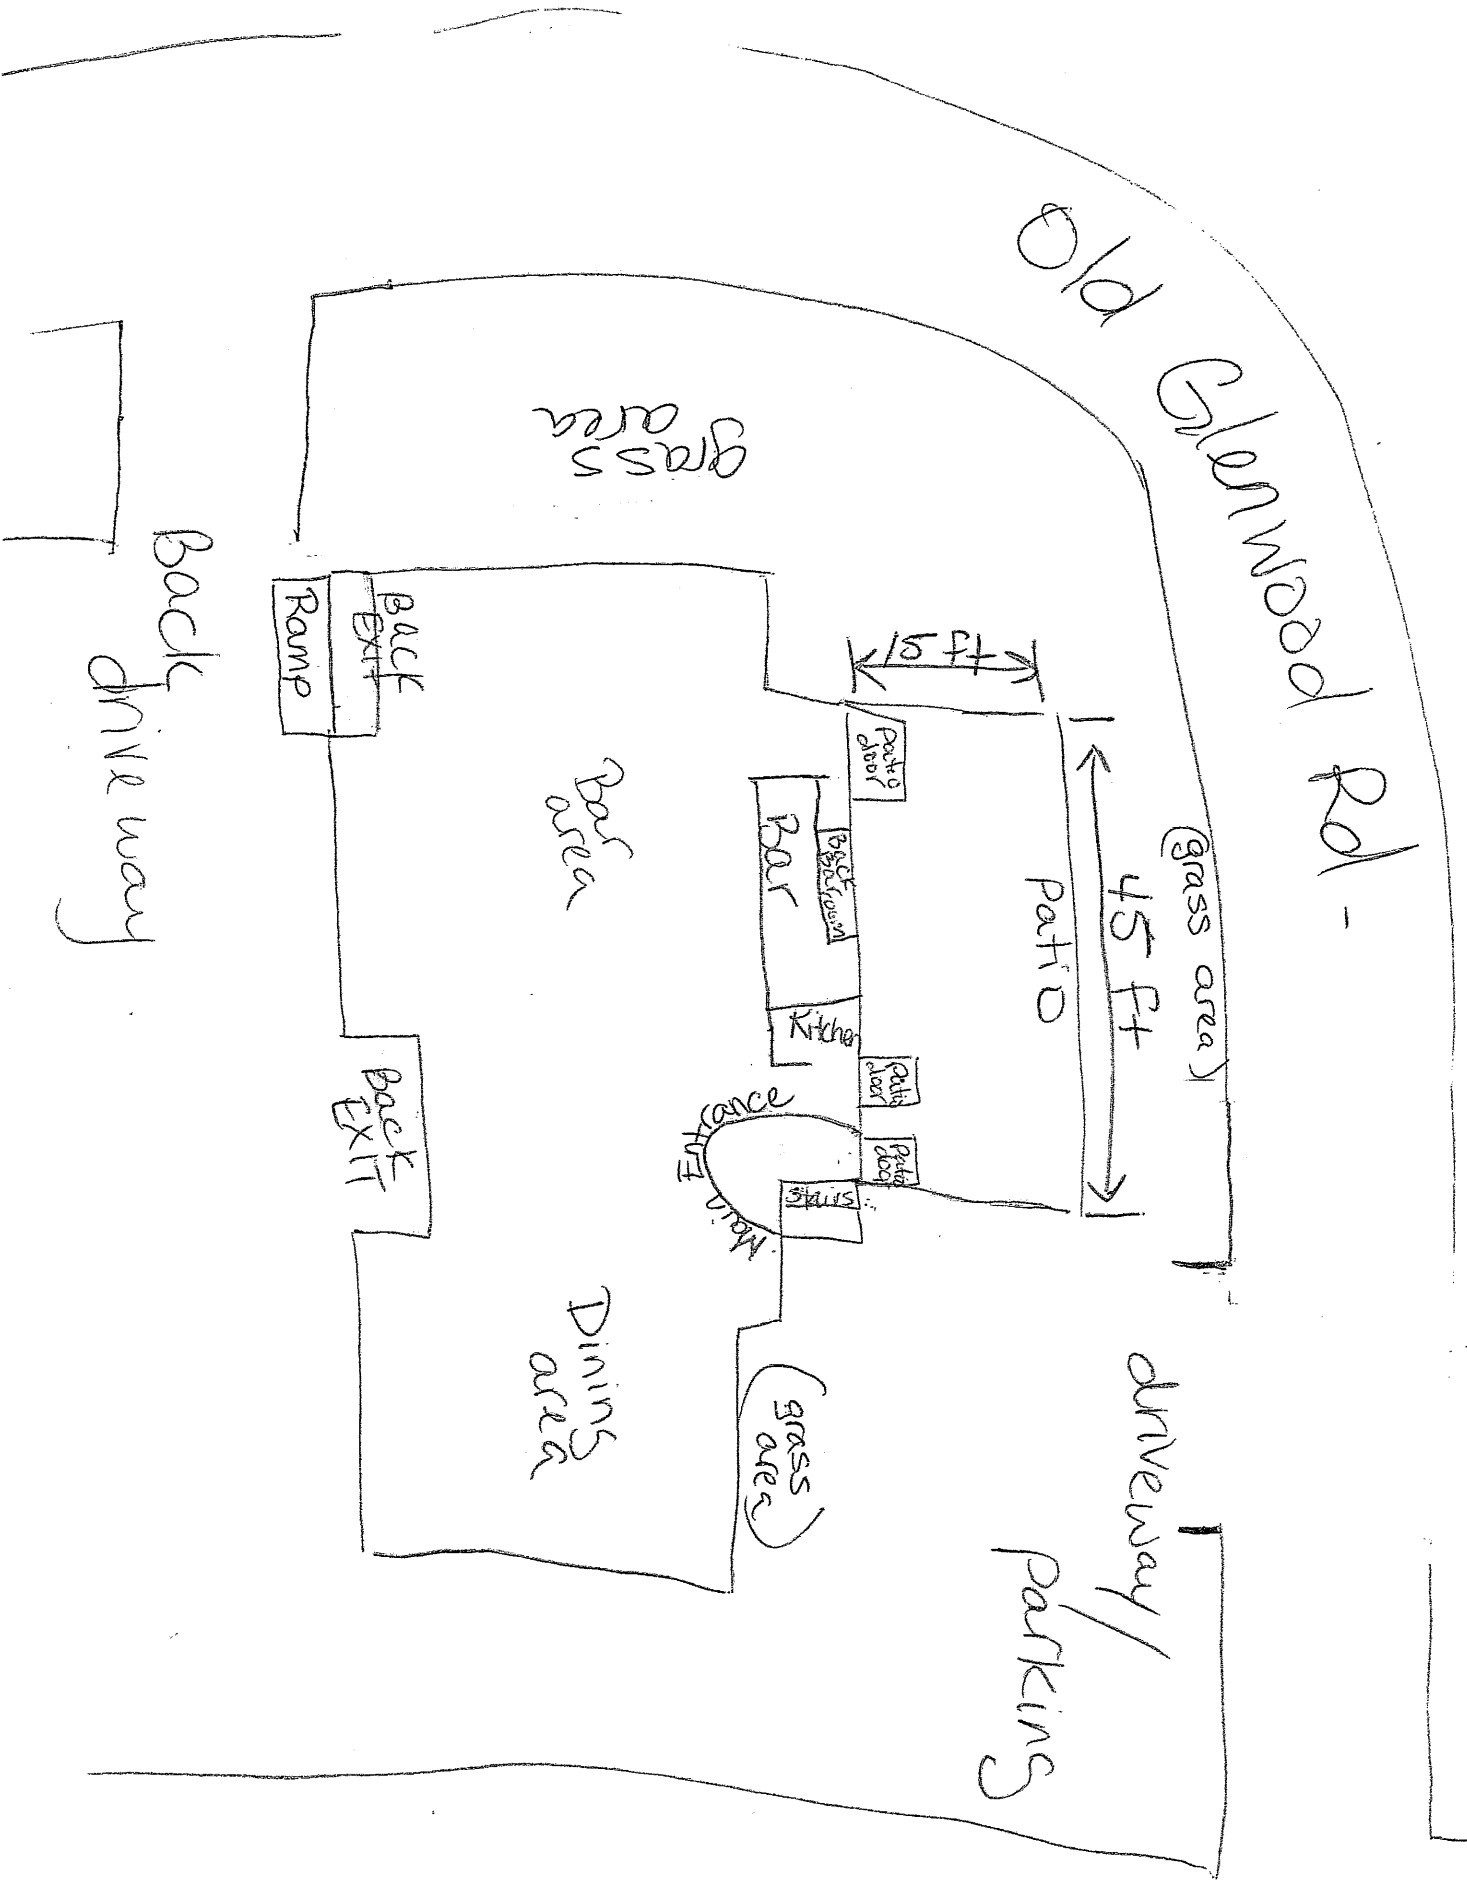 Old Glenwood Rd -
grass
area
(grass area)
15 ft
45 ft
Patio
Patio
door
Back
EXIT
Ramp
Back
driveway
Bar
area
Bar
Back
Barroom
Kitchen
Patio
door
Patio
door
Main Entrance
stairs
Back
EXIT
Dining
area
(grass
area)
driveway/
parking